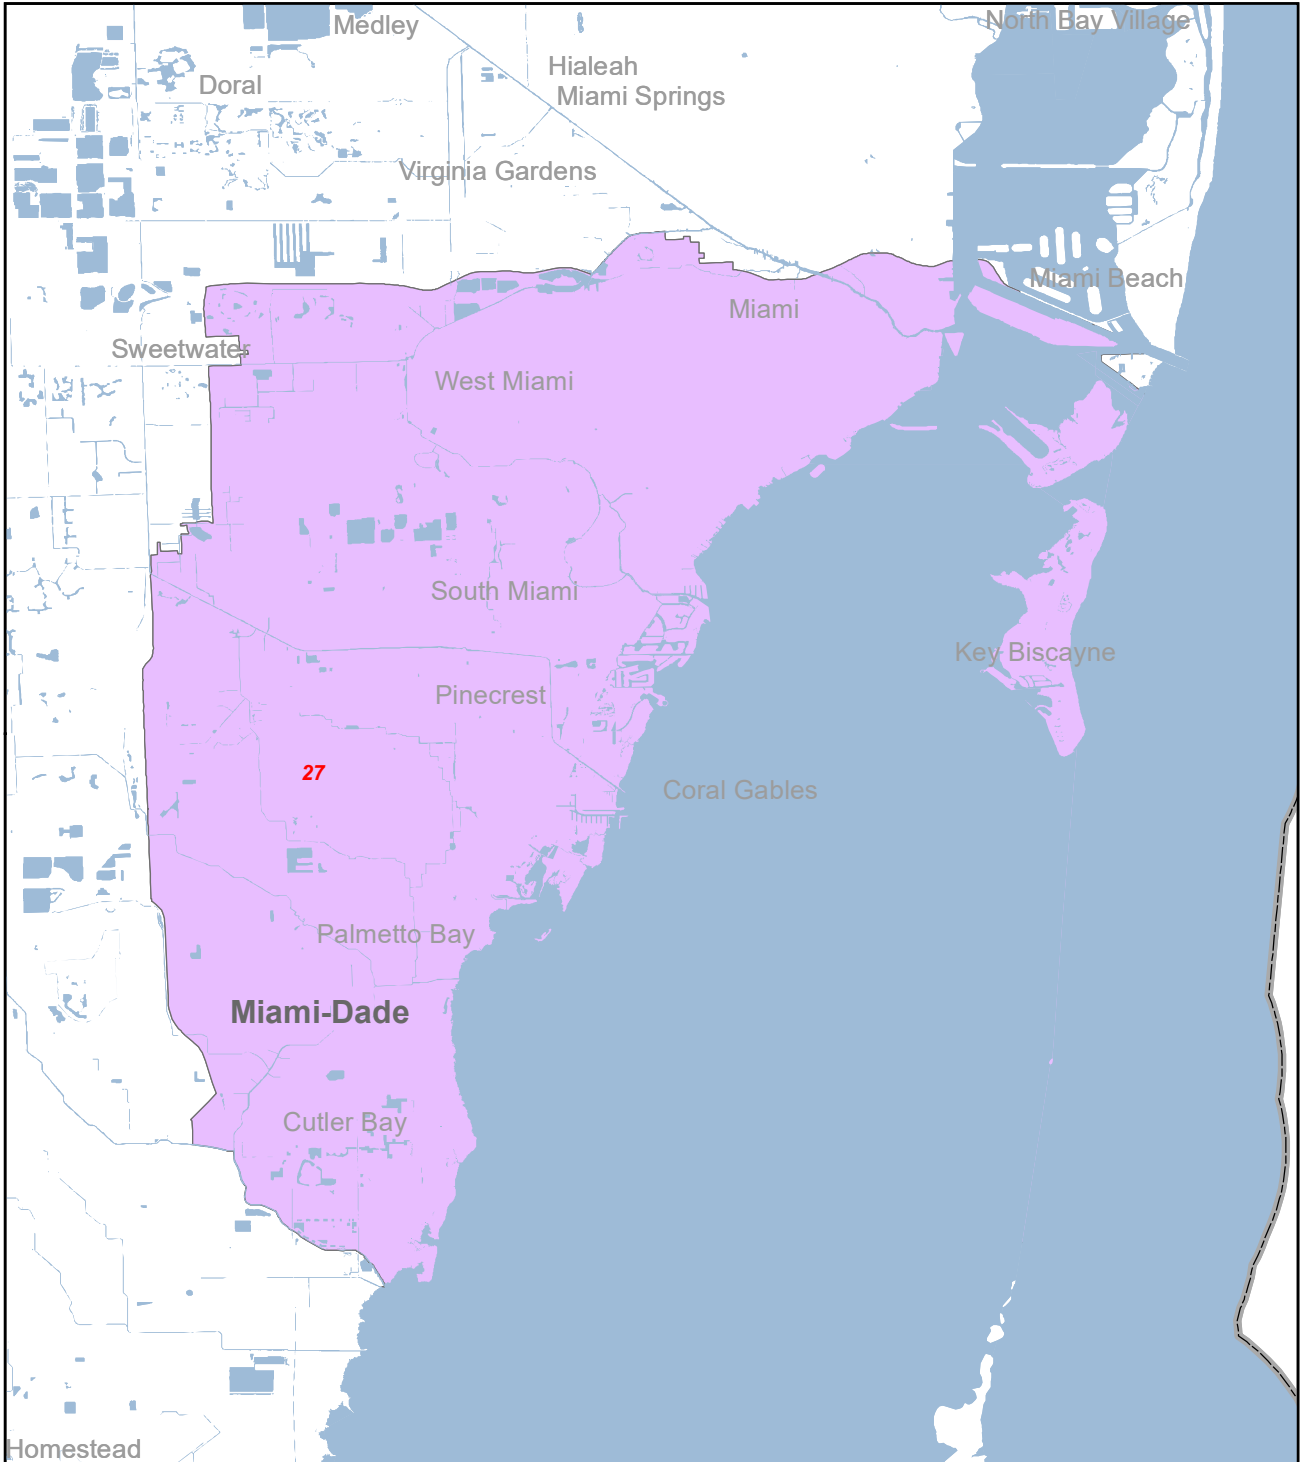 Medley
North Bay Village
Hialeah
Doral
Miami Springs
Virginia Gardens
Miami Beach
Miami
Sweetwater
West Miami
South Miami
Key Biscayne
Pinecrest
27
Coral Gables
Palmetto Bay
Miami-Dade
Cutler Bay
Homestead